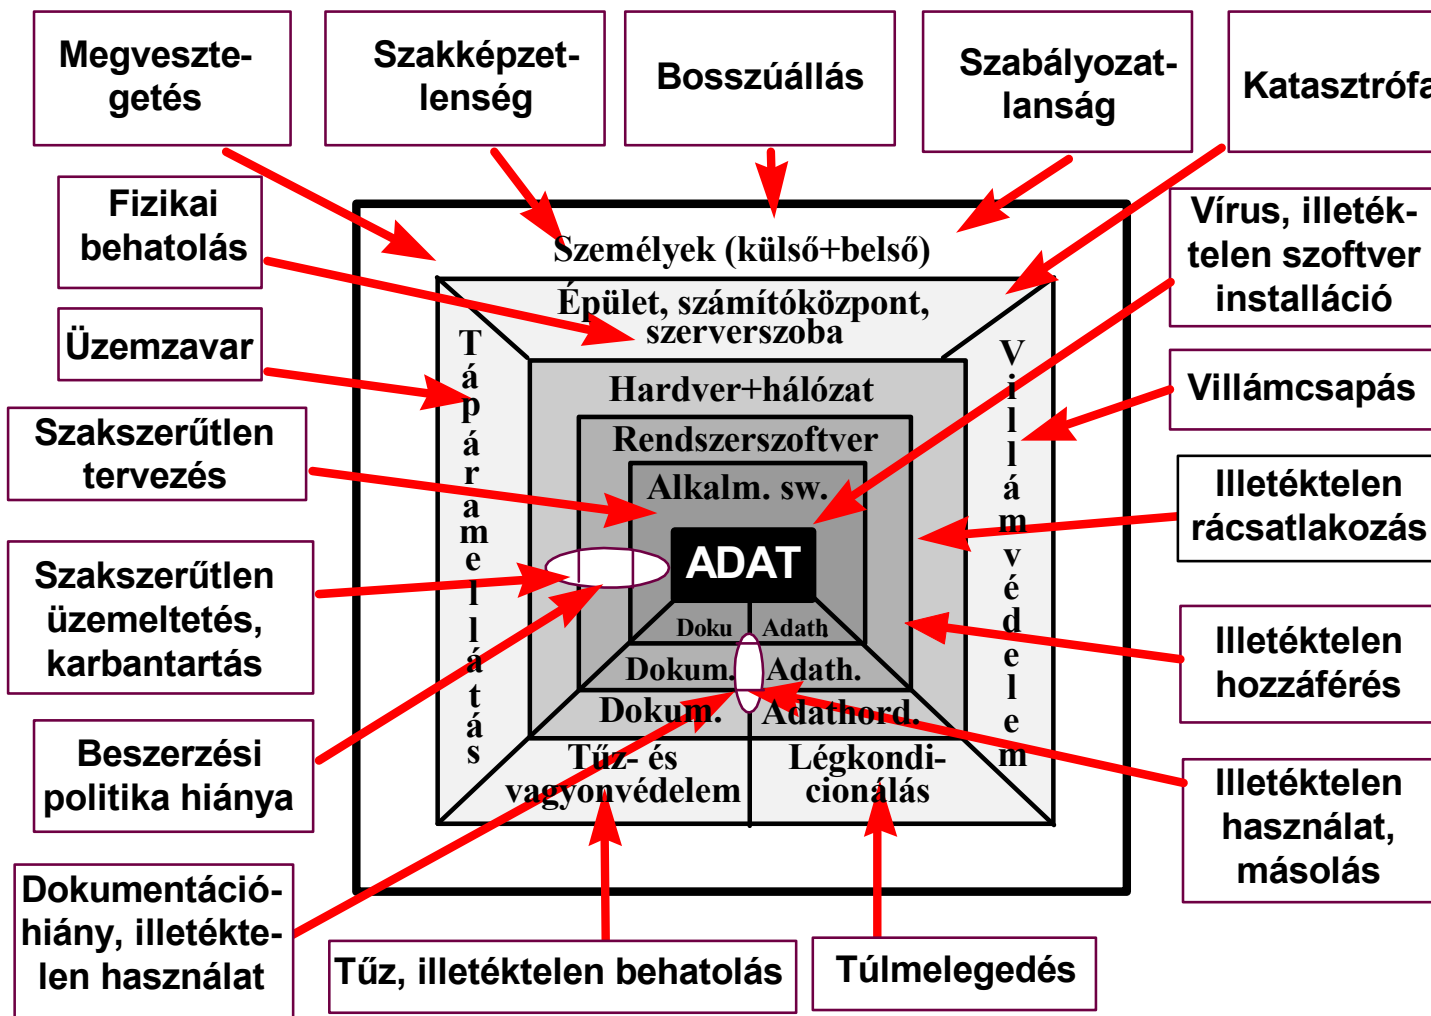 Megveszte-
getés
Szakképzet-
lenség
Bosszúállás
Szabályozat-
lanság
Katasztrófa
Fizikai
behatolás
Vírus, illeték-
telen szoftver
installáció
Üzemzavar
Villámcsapás
Szakszerűtlen
tervezés
Illetéktelen
rácsatlakozás
Szakszerűtlen
üzemeltetés,
karbantartás
Illetéktelen
hozzáférés
Beszerzési
politika hiánya
Illetéktelen
használat,
másolás
Dokumentáció-
hiány, illetékte-
len használat
Tűz, illetéktelen behatolás
Túlmelegedés
Személyek (külső+belső)
Épület, számítóközpont,
szerverszoba
Tápáramellátás
Villámvédelem
Hardver+hálózat
Rendszerszoftver
Alkalm. sw.
ADAT
Doku Adath.
Dokum. Adath.
Dokum. Adathord.
Tűz- és
vagyonvédelem
Légkondi-
cionálás